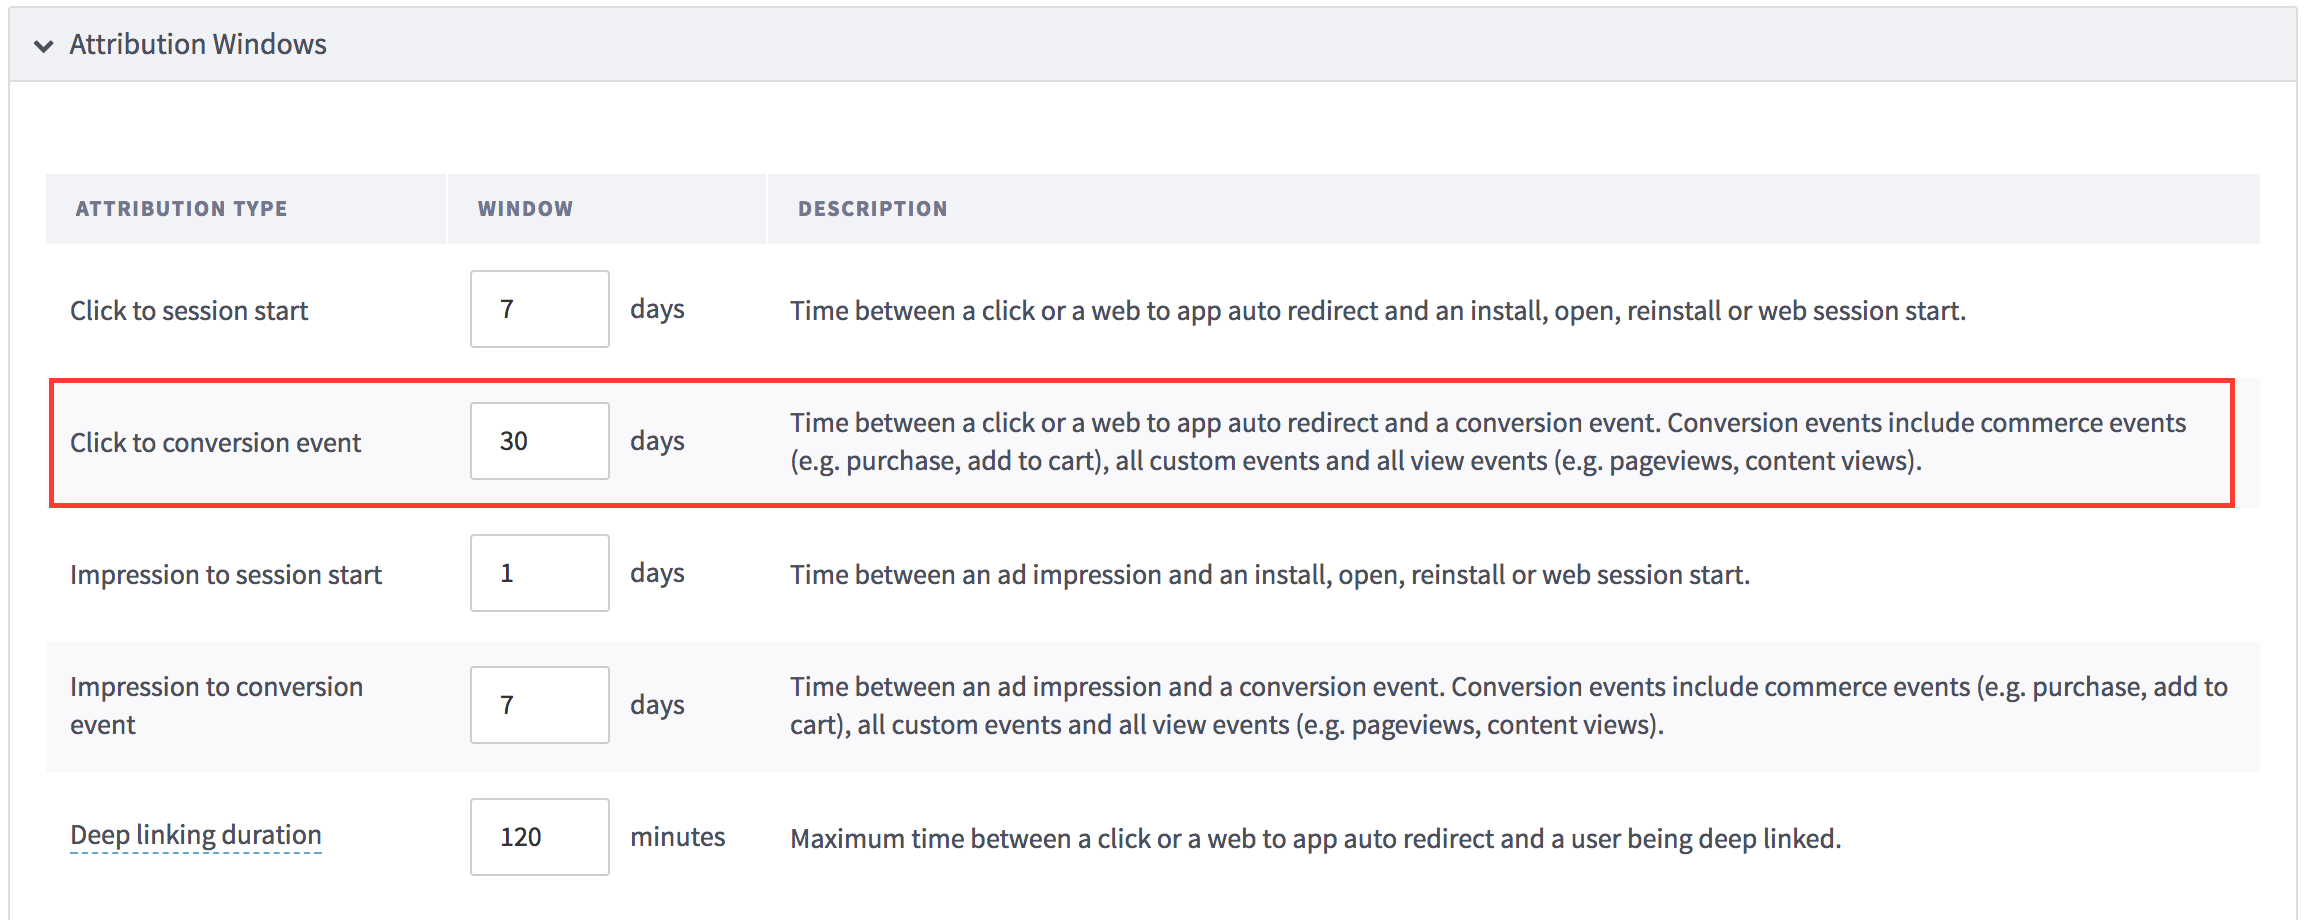 Attribution Windows
ATTRIBUTION TYPE WINDOW DESCRIPTION
Click to session start 7 days Time between a click or a web to app auto redirect and an install, open, reinstall or web session start.
Click to conversion event 30 days Time between a click or a web to app auto redirect and a conversion event. Conversion events include commerce events
(e.g. purchase, add to cart), all custom events and all view events (e.g. pageviews, content views).
Impression to session start 1 days Time between an ad impression and an install, open, reinstall or web session start.
Impression to conversion
event 7 days Time between an ad impression and a conversion event. Conversion events include commerce events (e.g. purchase, add to
cart), all custom events and all view events (e.g. pageviews, content views).
Deep linking duration 120 minutes Maximum time between a click or a web to app auto redirect and a user being deep linked.